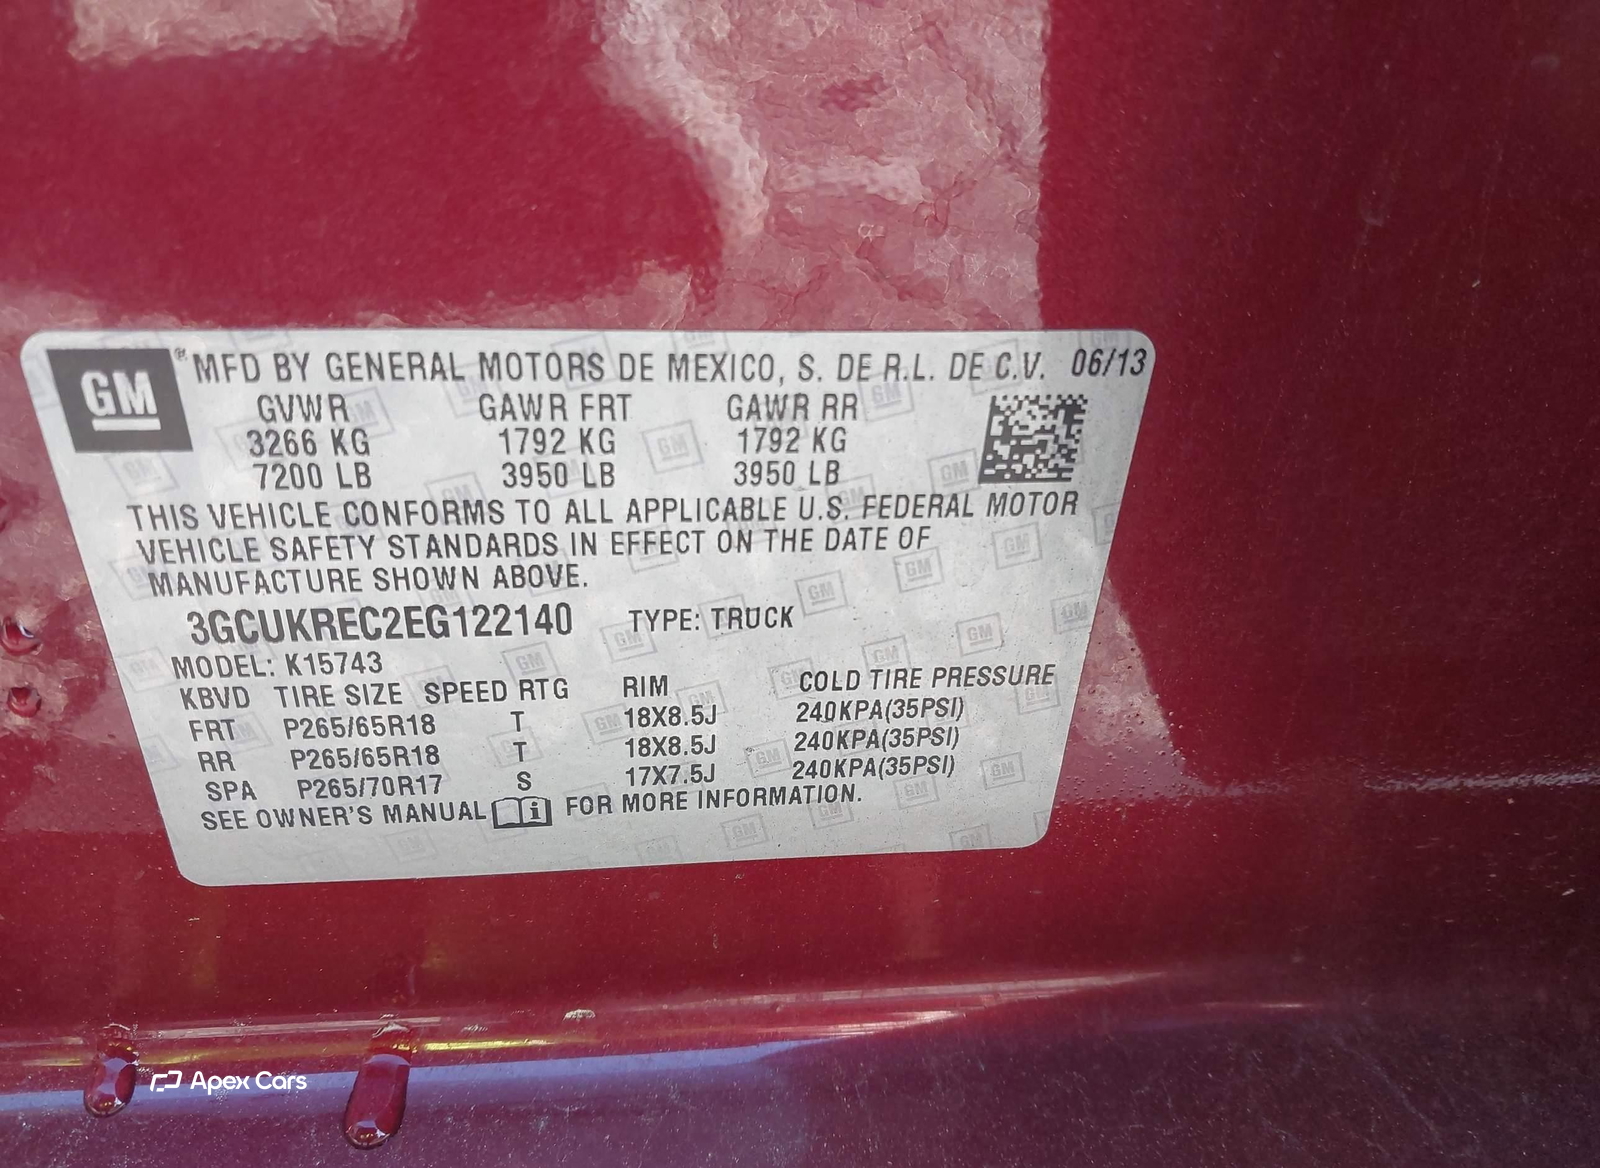 GM ® MFD BY GENERAL MOTORS DE MEXICO, S. DE R.L. DE C.V. 06/13
GVWR GAWR FRT GAWR RR
3266 KG 1792 KG 1792 KG
7200 LB 3950 LB 3950 LB
THIS VEHICLE CONFORMS TO ALL APPLICABLE U.S. FEDERAL MOTOR
VEHICLE SAFETY STANDARDS IN EFFECT ON THE DATE OF
MANUFACTURE SHOWN ABOVE.
3GCUKREC2EG122140 TYPE: TRUCK
MODEL: K15743
KBVD TIRE SIZE SPEED RTG RIM COLD TIRE PRESSURE
FRT P265/65R18 T 18X8.5J 240KPA(35PSI)
RR P265/65R18 T 18X8.5J 240KPA(35PSI)
SPA P265/70R17 S 17X7.5J 240KPA(35PSI)
SEE OWNER'S MANUAL i FOR MORE INFORMATION.
Apex Cars